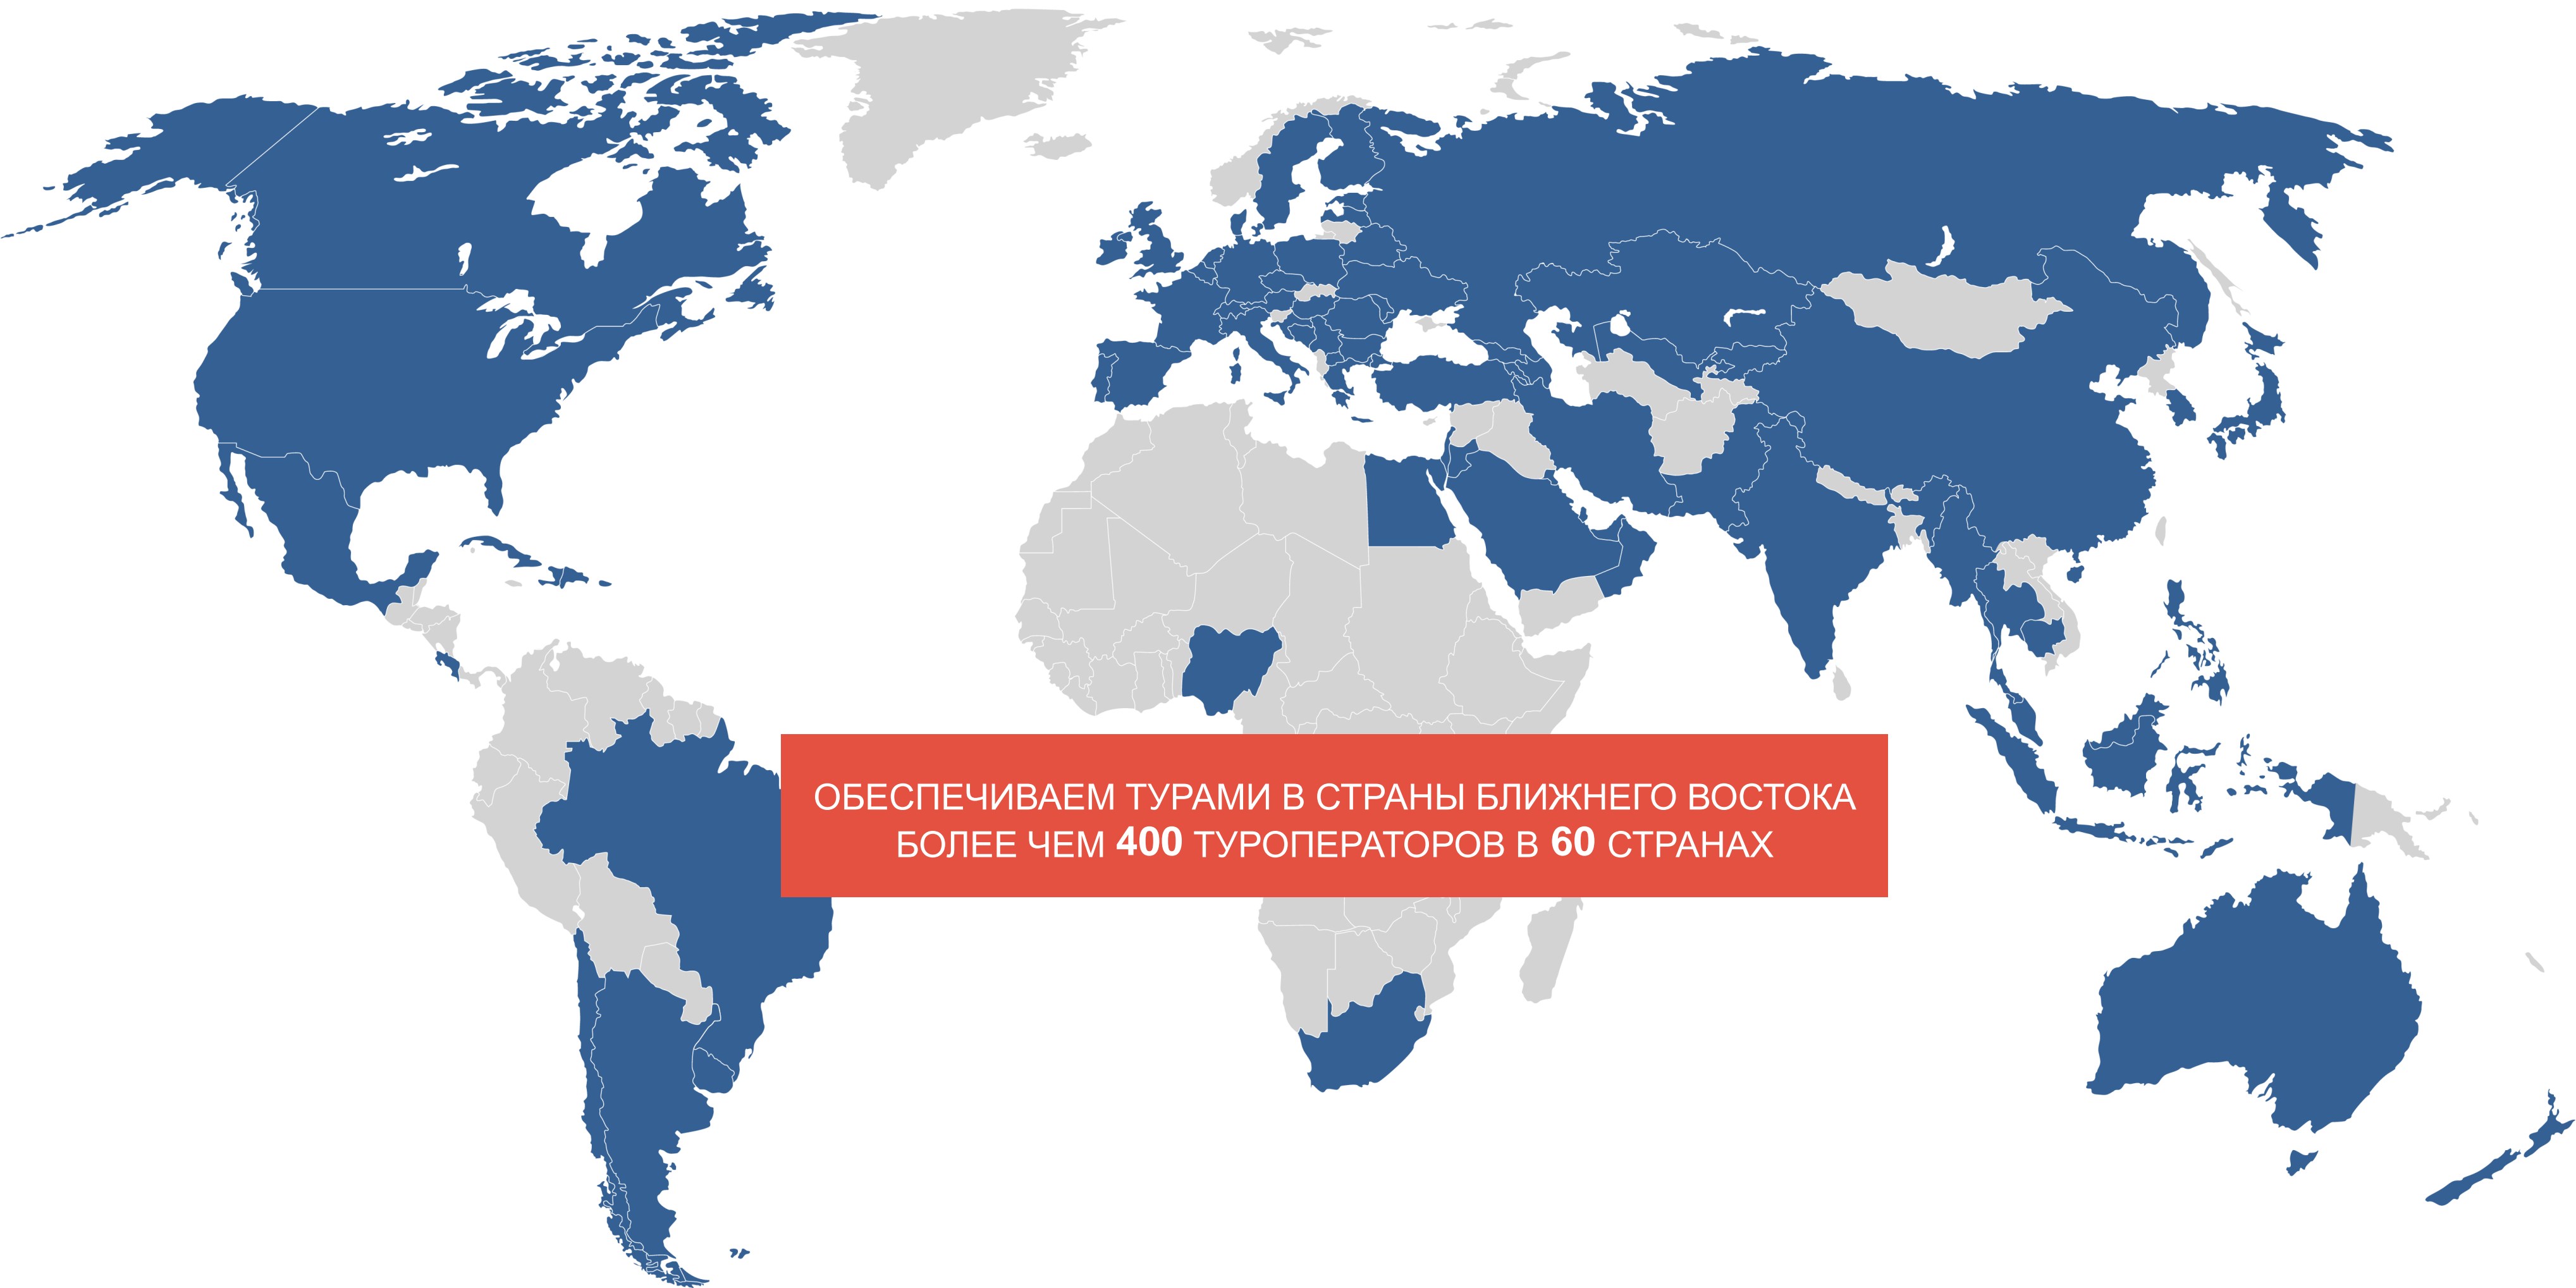 ОБЕСПЕЧИВАЕМ ТУРАМИ В СТРАНЫ БЛИЖНЕГО ВОСТОКА
БОЛЕЕ ЧЕМ 400 ТУРОПЕРАТОРОВ В 60 СТРАНАХ